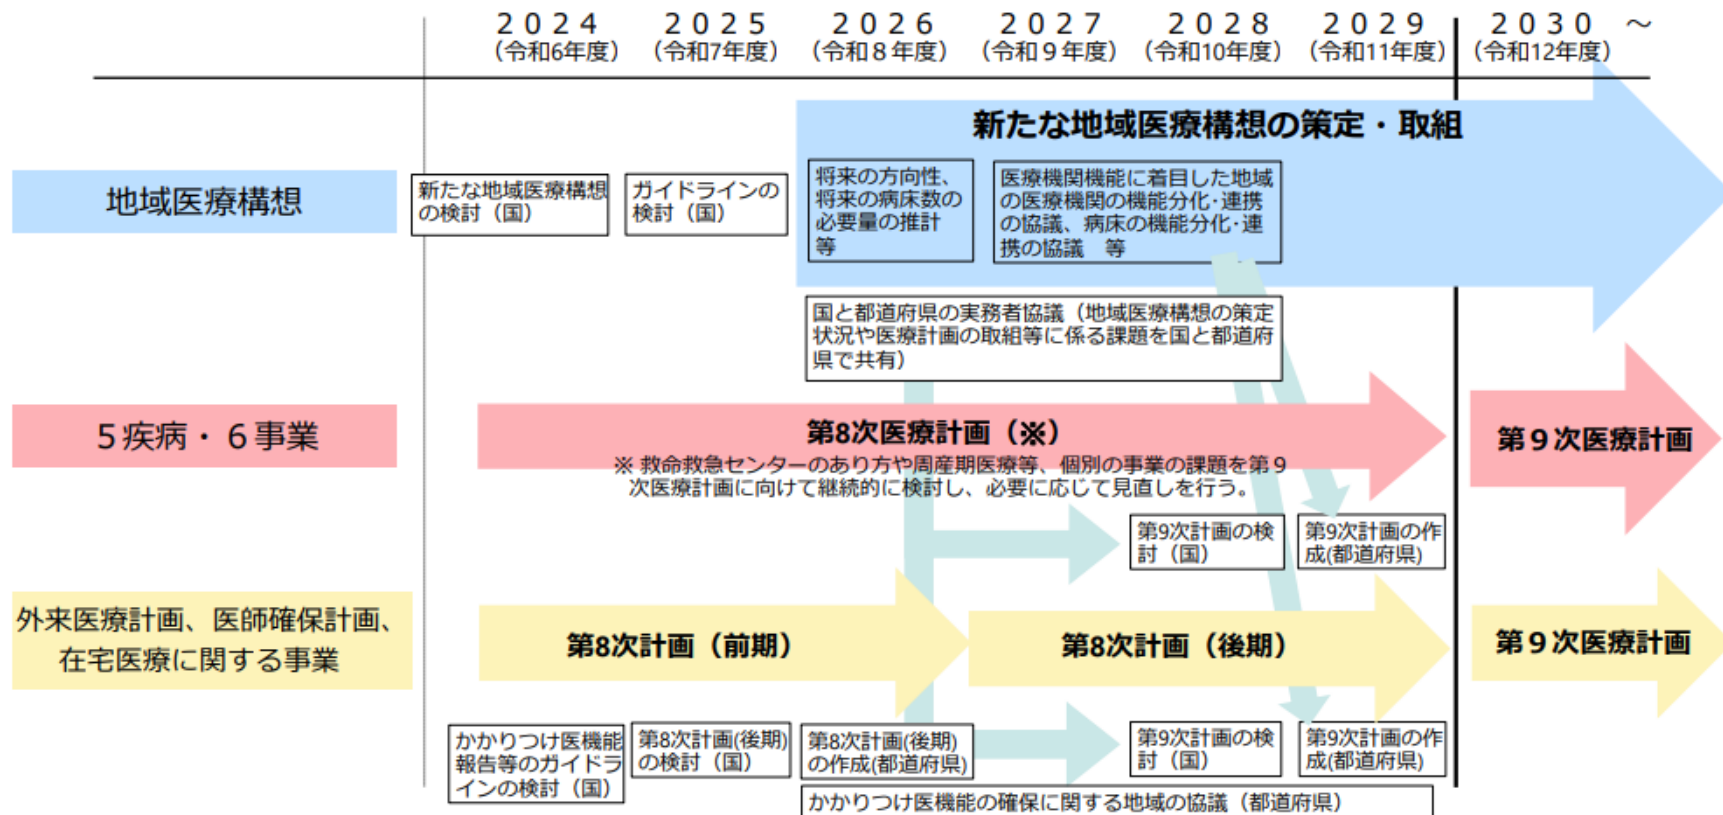 ２０２４ ２０２５ ２０２６ ２０２７ ２０２８ ２０２９ ２０３０ ～
（令和6年度） （令和7年度） （令和８年度） （令和９年度） （令和10年度） （令和11年度） （令和12年度）
新たな地域医療構想の策定・取組
地域医療構想
新たな地域医療構想
の検討（国）
ガイドラインの
検討（国）
将来の方向性、
将来の病床数の
必要量の推計
等
医療機関機能に着目した地域
の医療機関の機能分化･連携
の協議、病床の機能分化･連
携の協議　等
国と都道府県の実務者協議（地域医療構想の策定
状況や医療計画の取組等に係る課題を国と都道府
県で共有）
５疾病・６事業
第8次医療計画（※）
※ 救命救急センターのあり方や周産期医療等、個別の事業の課題を第９
次医療計画に向けて継続的に検討し、必要に応じて見直しを行う。
第９次医療計画
第9次計画の検
討（国）
第9次計画の作
成(都道府県)
外来医療計画、医師確保計画、
在宅医療に関する事業
第8次計画（前期）
第8次計画（後期）
第９次医療計画
かかりつけ医機能
報告等のガイドラ
インの検討（国）
第8次計画(後期)
の検討（国）
第8次計画(後期)
の作成(都道府県)
第9次計画の検
討（国）
第9次計画の作
成(都道府県)
かかりつけ医機能の確保に関する地域の協議（都道府県）